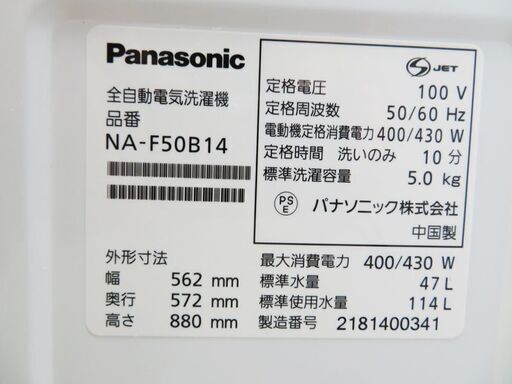 Panasonic
全自動電気洗濯機
品番
NA-F50B14
外形寸法
幅 562 mm
奥行 572 mm
高さ 880 mm
S JET
定格電圧 100 V
定格周波数 50/60 Hz
電動機定格消費電力 400/430 W
定格時間 洗いのみ 10 分
標準洗濯容量 5.0 kg
PS E パナソニック株式会社
中国製
最大消費電力 400/430 W
標準水量 47 L
標準使用水量 114 L
製造番号 2181400341